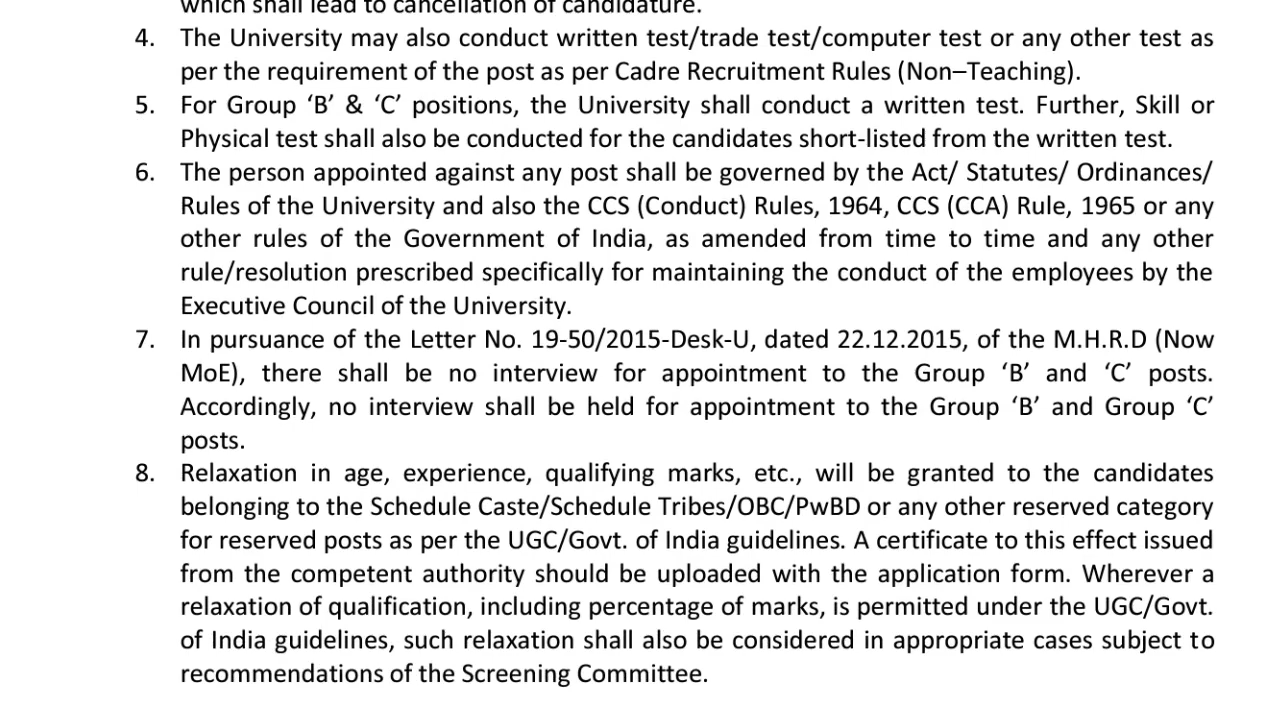 which shall lead to cancellation of candidature.
4. The University may also conduct written test/trade test/computer test or any other test as
per the requirement of the post as per Cadre Recruitment Rules (Non–Teaching).
5. For Group ‘B’ & ‘C’ positions, the University shall conduct a written test. Further, Skill or
Physical test shall also be conducted for the candidates short-listed from the written test.
6. The person appointed against any post shall be governed by the Act/ Statutes/ Ordinances/
Rules of the University and also the CCS (Conduct) Rules, 1964, CCS (CCA) Rule, 1965 or any
other rules of the Government of India, as amended from time to time and any other
rule/resolution prescribed specifically for maintaining the conduct of the employees by the
Executive Council of the University.
7. In pursuance of the Letter No. 19-50/2015-Desk-U, dated 22.12.2015, of the M.H.R.D (Now
MoE), there shall be no interview for appointment to the Group ‘B’ and ‘C’ posts.
Accordingly, no interview shall be held for appointment to the Group ‘B’ and Group ‘C’
posts.
8. Relaxation in age, experience, qualifying marks, etc., will be granted to the candidates
belonging to the Schedule Caste/Schedule Tribes/OBC/PwBD or any other reserved category
for reserved posts as per the UGC/Govt. of India guidelines. A certificate to this effect issued
from the competent authority should be uploaded with the application form. Wherever a
relaxation of qualification, including percentage of marks, is permitted under the UGC/Govt.
of India guidelines, such relaxation shall also be considered in appropriate cases subject to
recommendations of the Screening Committee.